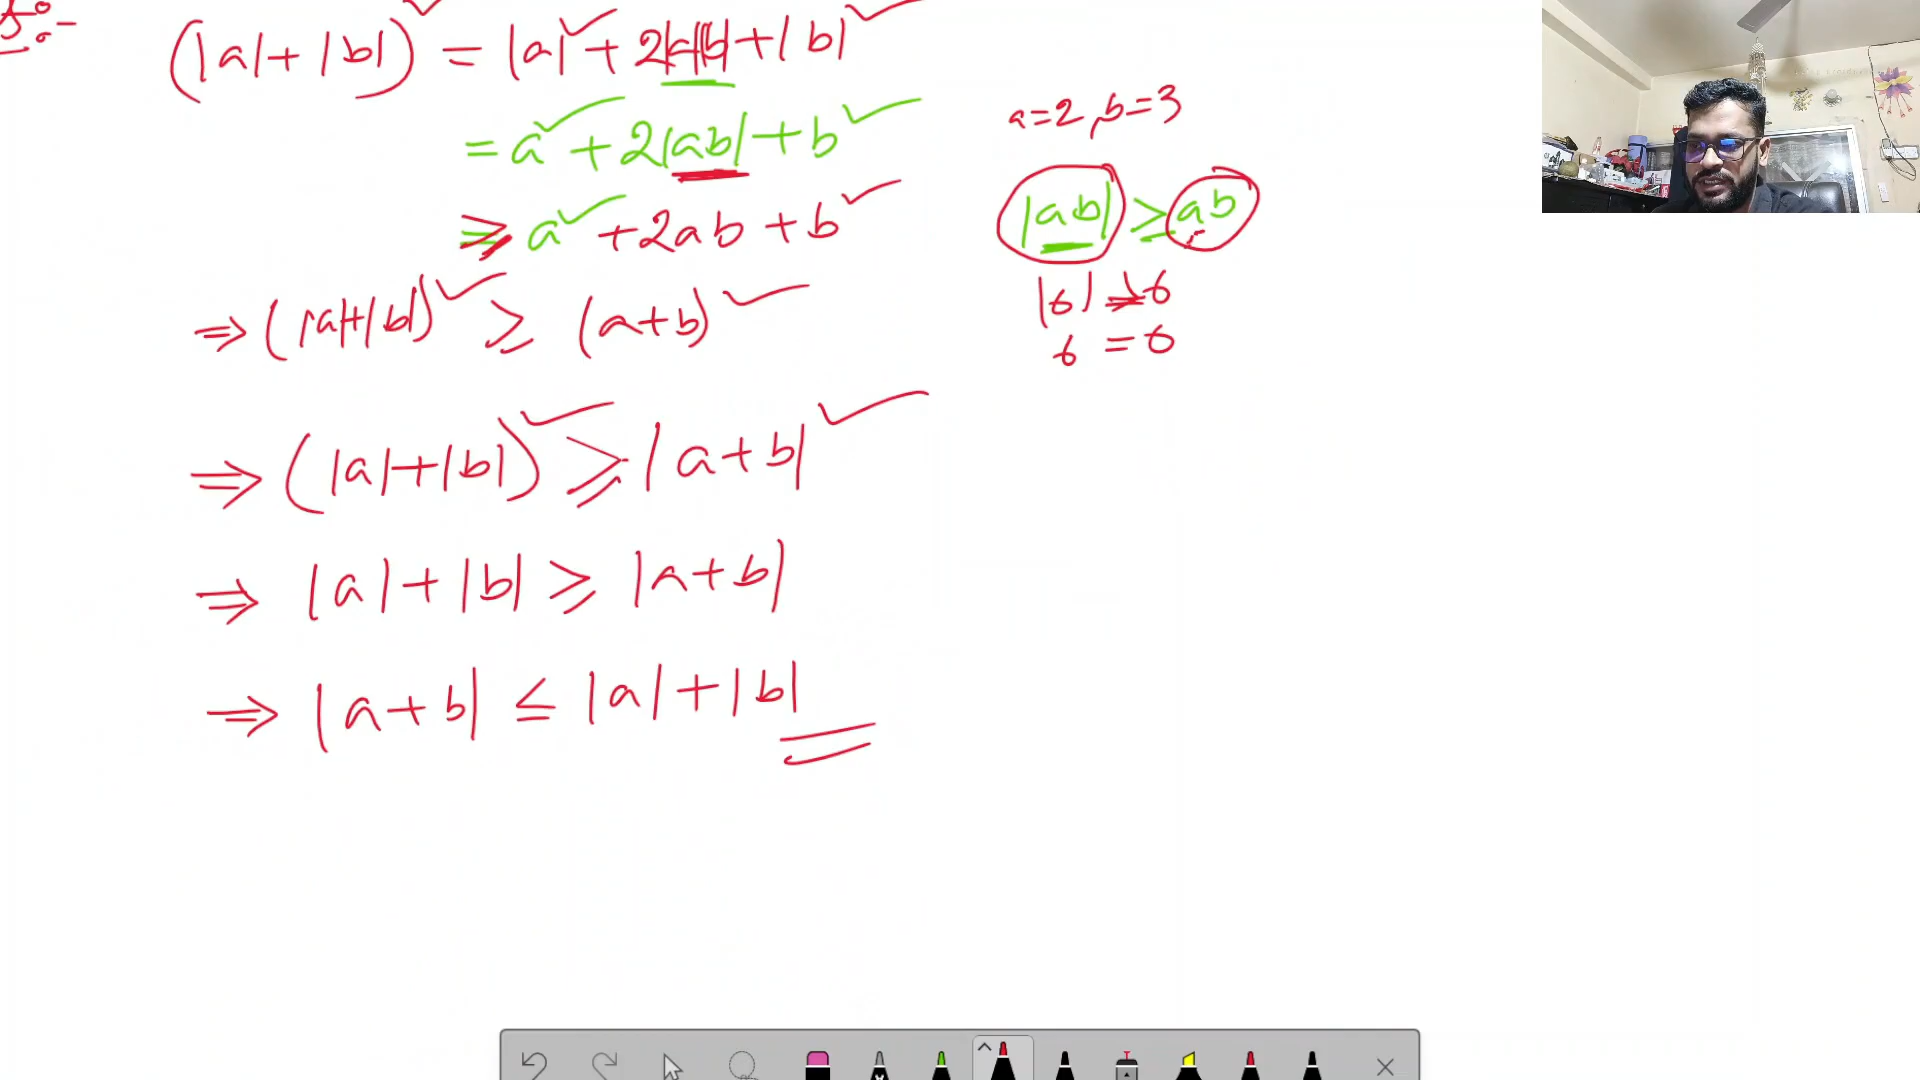 (|a|+|b|)² = |a|²+2|a||b|+|b|²
= a²+2|ab|+b²
≥ a²+2ab+b²
⇒ (|a|+|b|)² ≥ (a+b)²
⇒ (|a|+|b|)² ≥ |a+b|²
⇒ |a|+|b| ≥ |a+b|
⇒ |a+b| ≤ |a|+|b|
a=2, b=3
|ab| ≥ ab
|6| ≥ 6
6 = 6